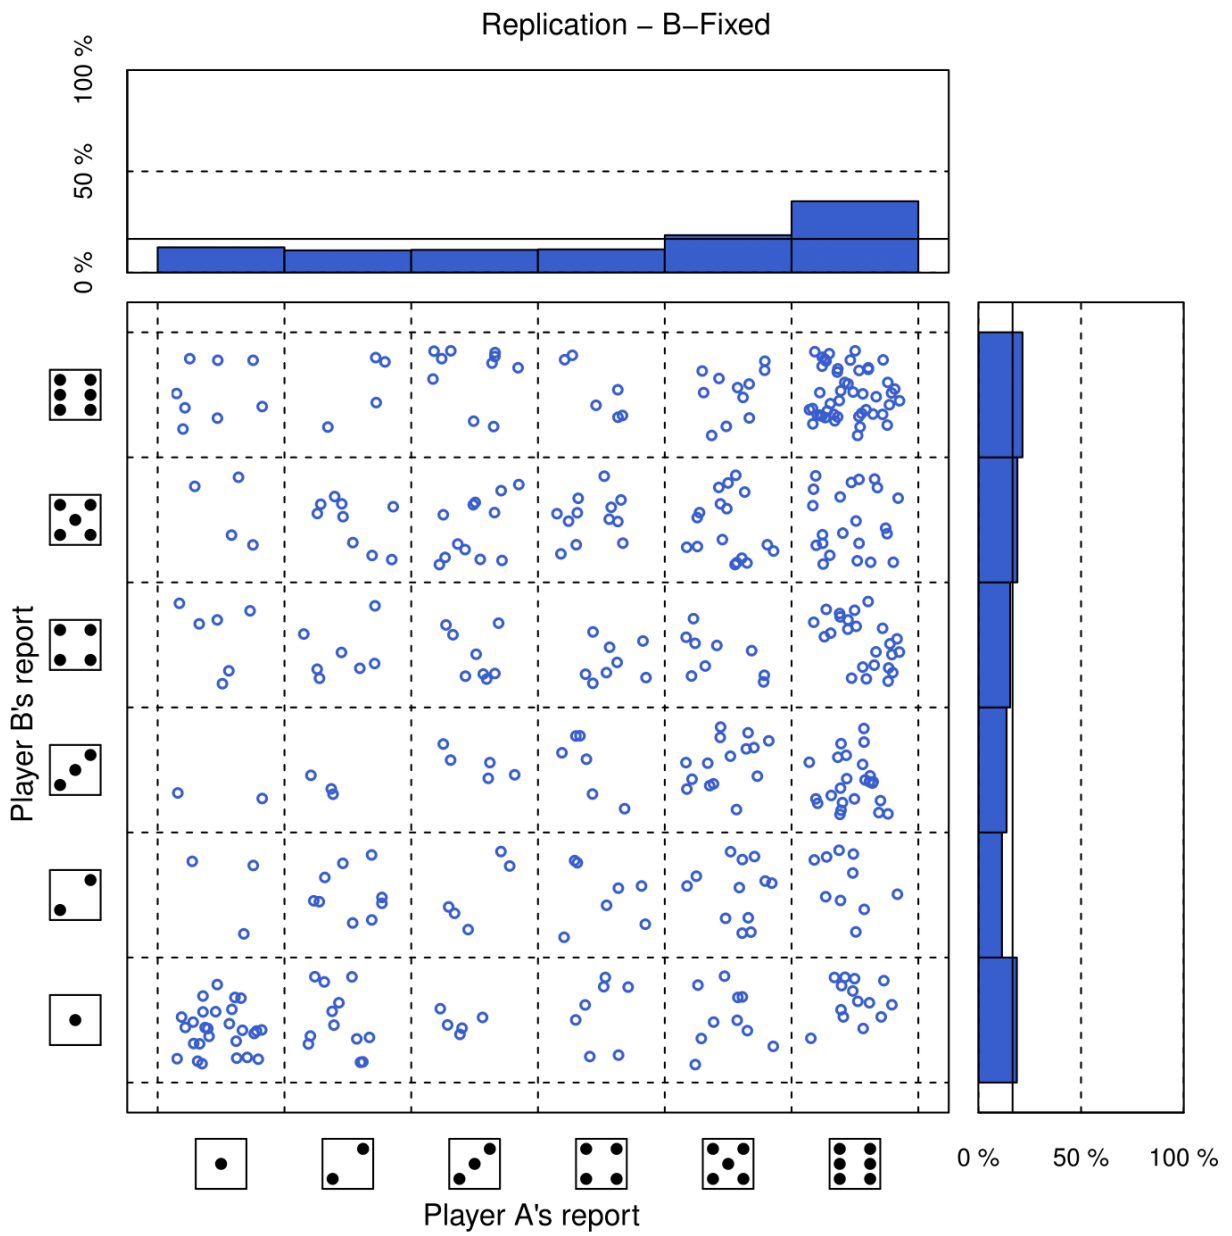 Replication – B–Fixed
100 %
50 %
0 %
Player B's report
0 % 50 % 100 %
Player A's report